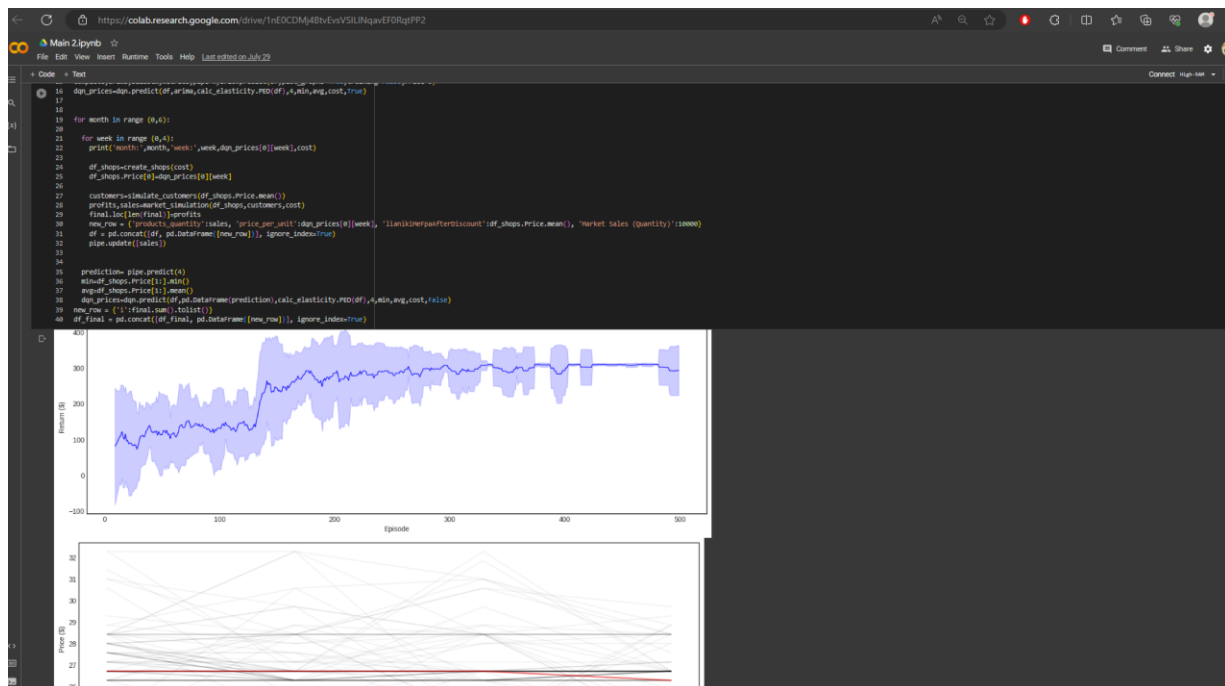 https://colab.research.google.com/drive/1nE0CDMj4BtvEvsVSILINqavEF0RqtPP2
Main 2.ipynb
File Edit View Insert Runtime Tools Help Last edited on July 29
Comment Share
+ Code + Text
Connect High-RAM
16 dqn_prices=dqn.predict(df,arima,calc_elasticity.PED(df),4,min,avg,cost,True)
17
18
19 for month in range (0,6):
20
21 for week in range (0,4):
22 print('month:',month,'week:',week,dqn_prices[0][week],cost)
23
24 df_shops=create_shops(cost)
25 df_shops.Price[0]=dqn_prices[0][week]
26
27 customers=simulate_customers(df_shops.Price.mean())
28 profits,sales=market_simulation(df_shops,customers,cost)
29 final.loc[len(final)]=profits
30 new_row = {'products_quantity':sales, 'price_per_unit':dqn_prices[0][week], 'lianikiMeFpaAfterDiscount':df_shops.Price.mean(), 'Market Sales (Quantity)':10000}
31 df = pd.concat([df, pd.DataFrame([new_row])], ignore_index=True)
32 pipe.update([sales])
33
34
35 prediction= pipe.predict(4)
36 min=df_shops.Price[1:].min()
37 avg=df_shops.Price[1:].mean()
38 dqn_prices=dqn.predict(df,pd.DataFrame(prediction),calc_elasticity.PED(df),4,min,avg,cost,False)
39 new_row = {'1':final.sum().tolist()}
40 df_final = pd.concat([df_final, pd.DataFrame([new_row])], ignore_index=True)
400
300
200
100
0
-100
Return ($)
0 100 200 300 400 500
Episode
32
31
30
29
28
27
Price ($)